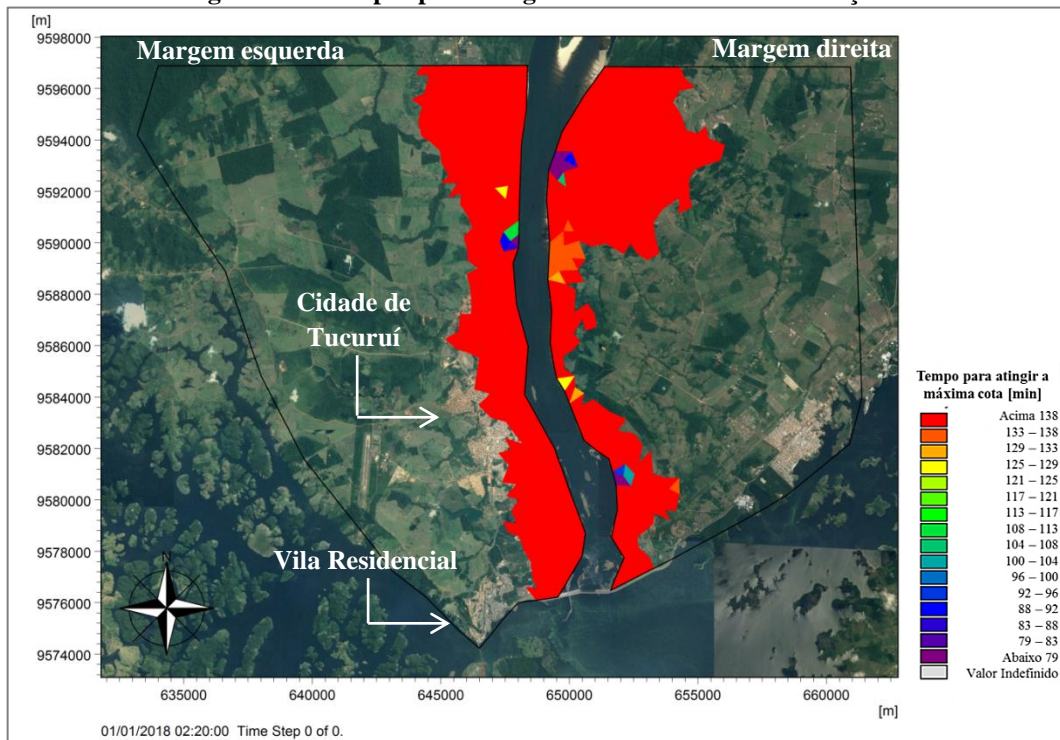 [m]
9598000
9596000
9594000
9592000
9590000
9588000
9586000
9584000
9582000
9580000
9578000
9576000
9574000
Margem esquerda
Margem direita
Cidade de
Tucuruí
Vila Residencial
N
635000
640000
645000
650000
655000
660000
[m]
01/01/2018 02:20:00 Time Step 0 of 0.
Tempo para atingir a
máxima cota [min]
Acima 138
133 – 138
129 – 133
125 – 129
121 – 125
117 – 121
113 – 117
108 – 113
104 – 108
100 – 104
96 – 100
92 – 96
88 – 92
83 – 88
79 – 83
Abaixo 79
Valor Indefinido